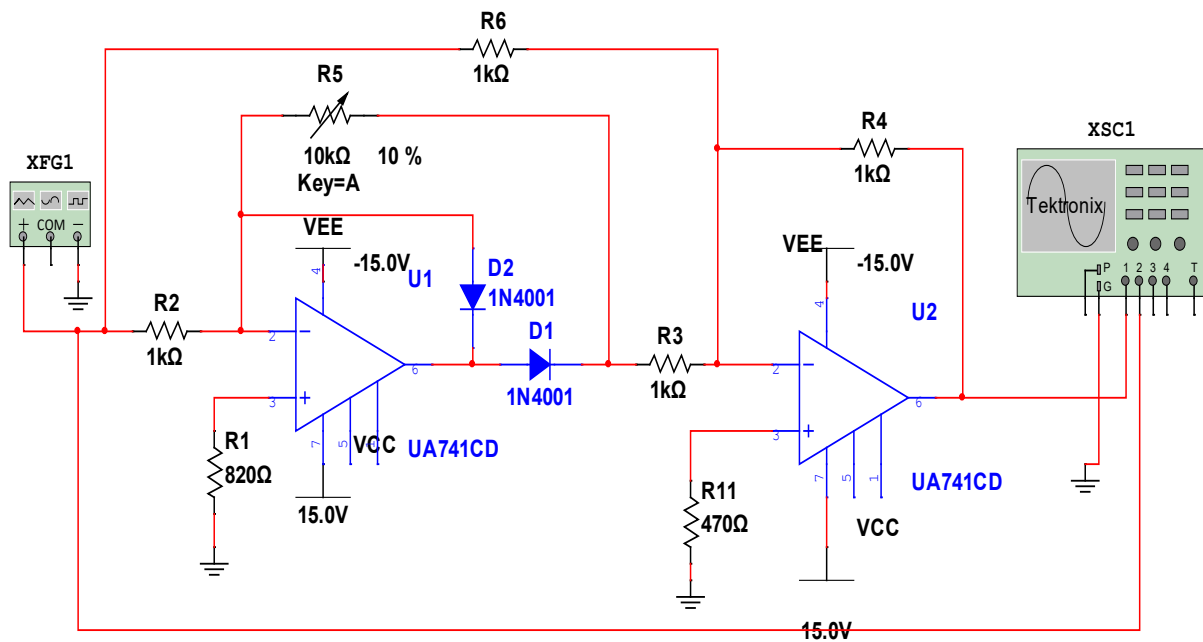 R6
1kΩ
R5
10kΩ 10 %
Key=A
R4
1kΩ
XFG1
+ COM −
XSC1
Tektronix
P
G
1 2 3 4 T
VEE
-15.0V
4
U1
D2
1N4001
R2
1kΩ
2
6
D1
1N4001
3
R1
820Ω
7
5
VCC
UA741CD
15.0V
R3
1kΩ
VEE
-15.0V
4
U2
2
6
3
R11
470Ω
7
5
1
UA741CD
VCC
15.0V